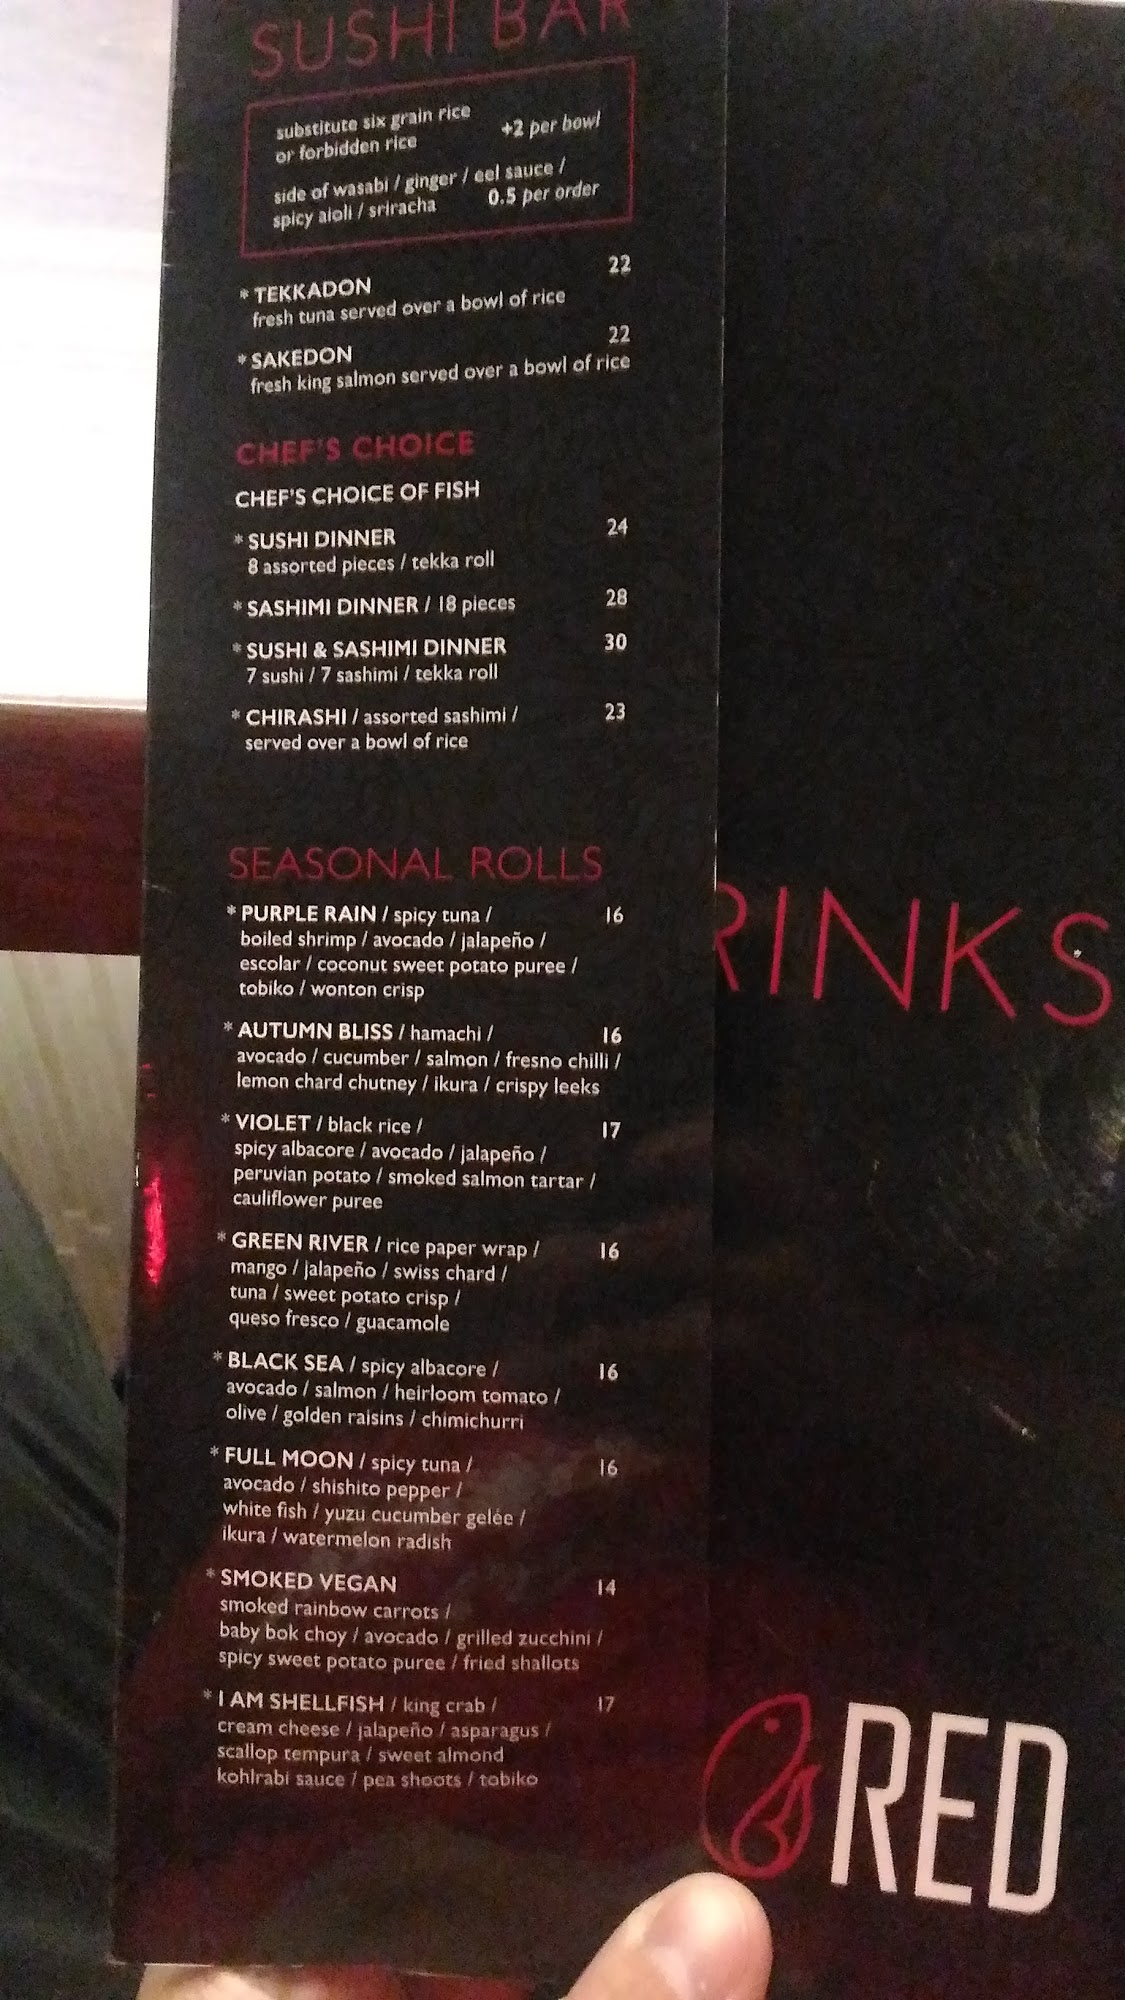 SUSHI BAR
substitute six grain rice
or forbidden rice +2 per bowl
side of wasabi / ginger / eel sauce /
spicy aioli / sriracha 0.5 per order
* TEKKADON 22
fresh tuna served over a bowl of rice
* SAKEDON 22
fresh king salmon served over a bowl of rice
CHEF'S CHOICE
CHEF'S CHOICE OF FISH
* SUSHI DINNER 24
8 assorted pieces / tekka roll
* SASHIMI DINNER / 18 pieces 28
* SUSHI & SASHIMI DINNER 30
7 sushi / 7 sashimi / tekka roll
* CHIRASHI / assorted sashimi / 23
served over a bowl of rice
SEASONAL ROLLS
* PURPLE RAIN / spicy tuna / 16
boiled shrimp / avocado / jalapeño /
escolar / coconut sweet potato puree /
tobiko / wonton crisp
* AUTUMN BLISS / hamachi / 16
avocado / cucumber / salmon / fresno chilli /
lemon chard chutney / ikura / crispy leeks
* VIOLET / black rice / 17
spicy albacore / avocado / jalapeño /
peruvian potato / smoked salmon tartar /
cauliflower puree
* GREEN RIVER / rice paper wrap / 16
mango / jalapeño / swiss chard /
tuna / sweet potato crisp /
queso fresco / guacamole
* BLACK SEA / spicy albacore / 16
avocado / salmon / heirloom tomato /
olive / golden raisins / chimichurri
* FULL MOON / spicy tuna / 16
avocado / shishito pepper /
white fish / yuzu cucumber gelée /
ikura / watermelon radish
* SMOKED VEGAN 14
smoked rainbow carrots /
baby bok choy / avocado / grilled zucchini /
spicy sweet potato puree / fried shallots
* I AM SHELLFISH / king crab / 17
cream cheese / jalapeño / asparagus /
scallop tempura / sweet almond
kohlrabi sauce / pea shoots / tobiko
RINKS
RED